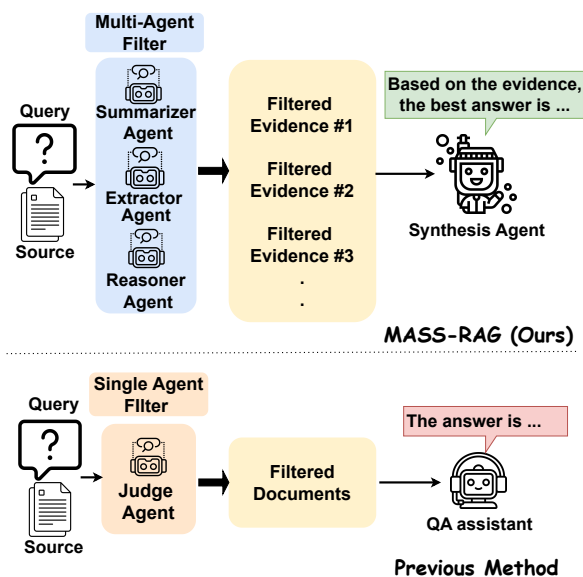 Multi-Agent
Filter
Query
?
Source
Summarizer
Agent
Extractor
Agent
Reasoner
Agent
Filtered
Evidence #1
Filtered
Evidence #2
Filtered
Evidence #3
.
.
Based on the evidence,
the best answer is ...
Synthesis Agent
MASS-RAG (Ours)
Single Agent
FIlter
Query
?
Source
Judge
Agent
Filtered
Documents
The answer is ...
QA assistant
Previous Method